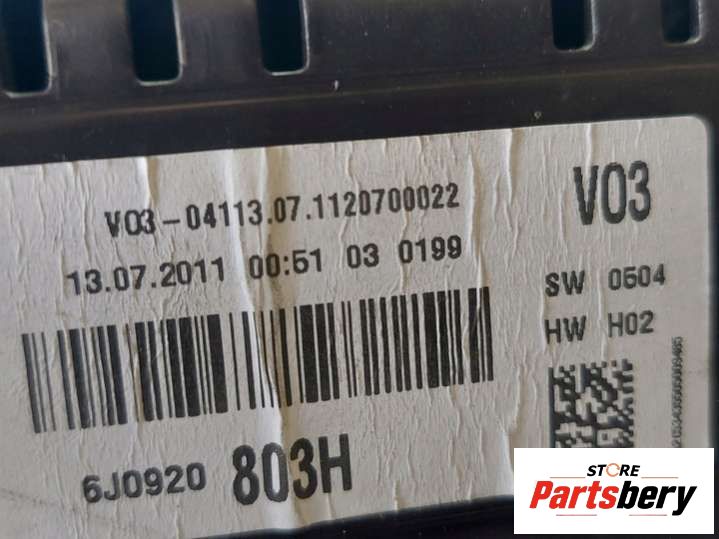 V03-04113.07.1120700022
V03
13.07.2011 00:51 03 0199
SW 0504
HW H02
6J0920 803H
STORE
Partsbery